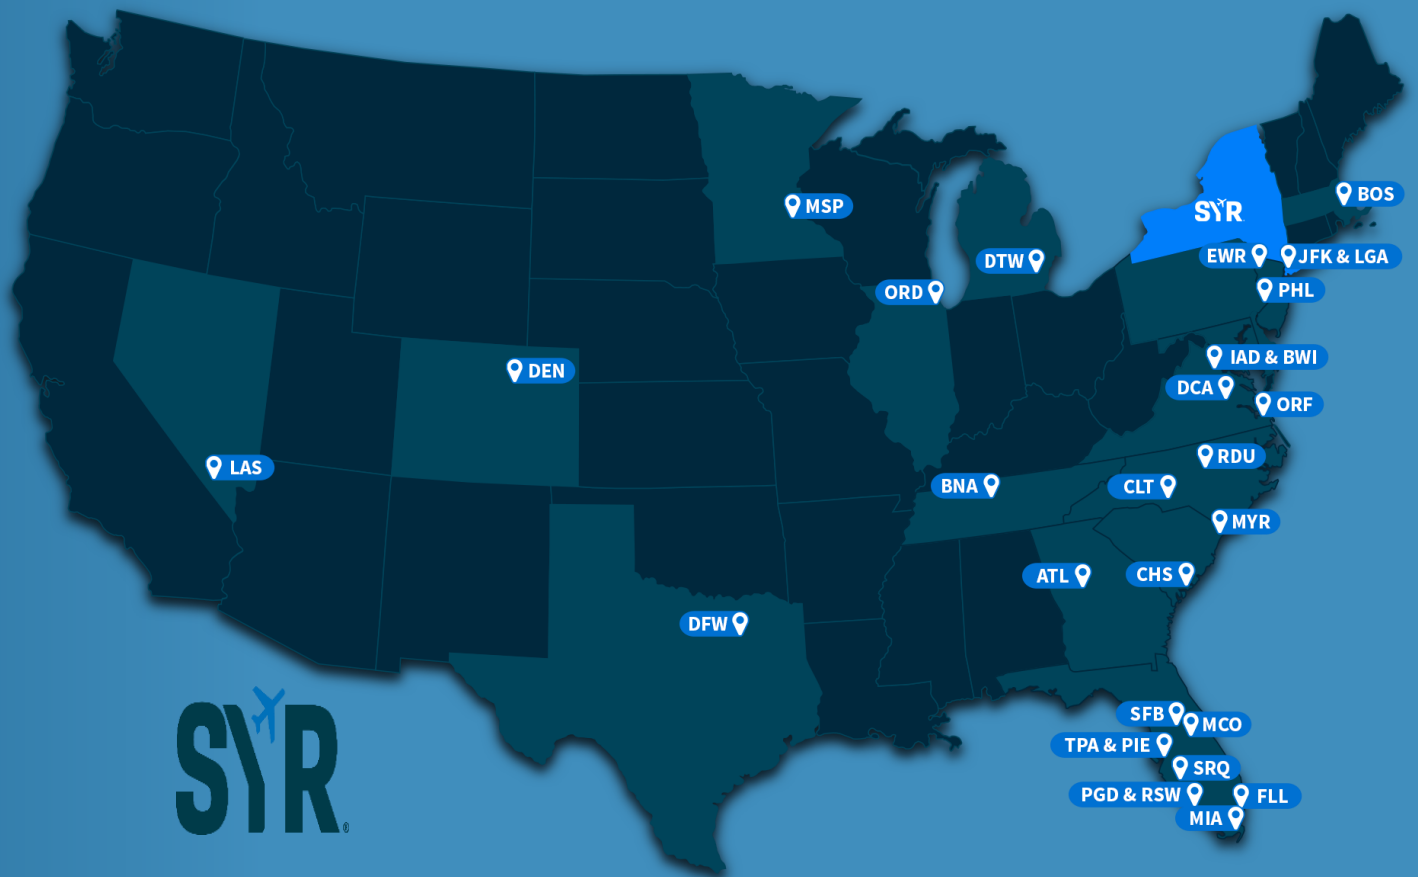 BOS
MSP
SYR
EWR
JFK & LGA
DTW
ORD
PHL
IAD & BWI
DEN
DCA
ORF
RDU
LAS
BNA
CLT
MYR
ATL
CHS
DFW
SFB
MCO
TPA & PIE
SRQ
PGD & RSW
FLL
MIA
SYR®